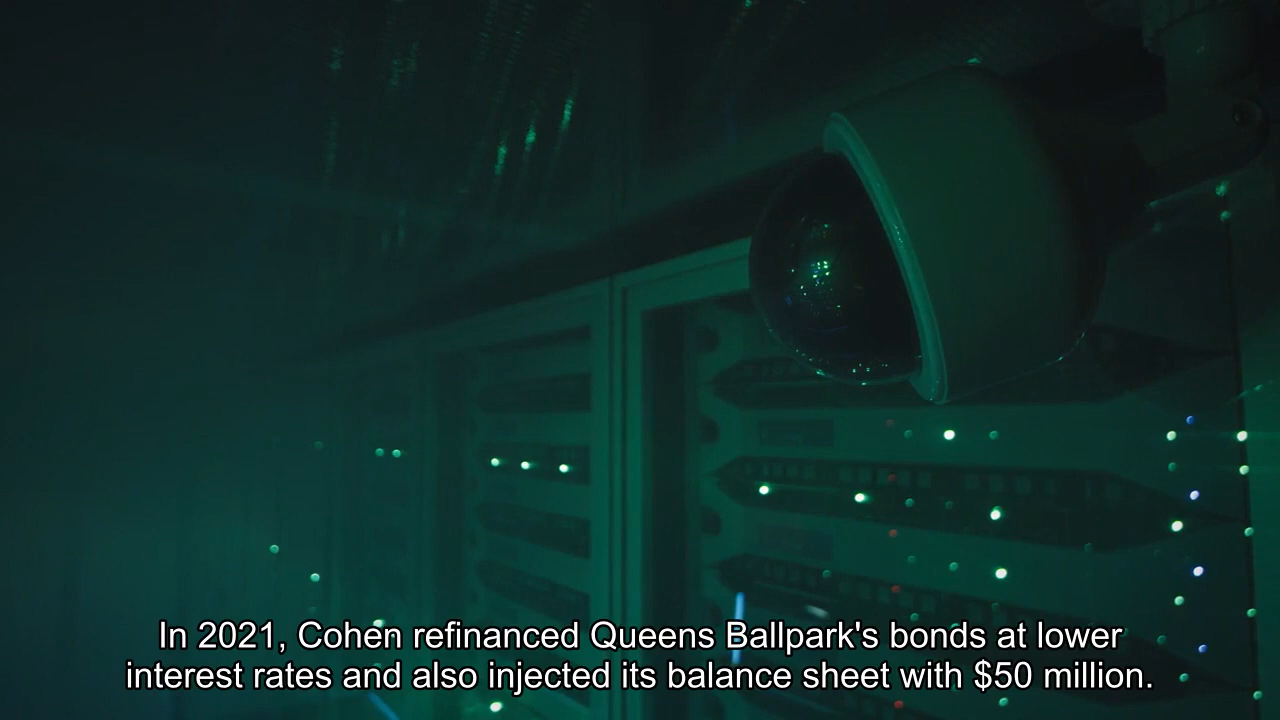 In 2021, Cohen refinanced Queens Ballpark's bonds at lower
interest rates and also injected its balance sheet with $50 million.